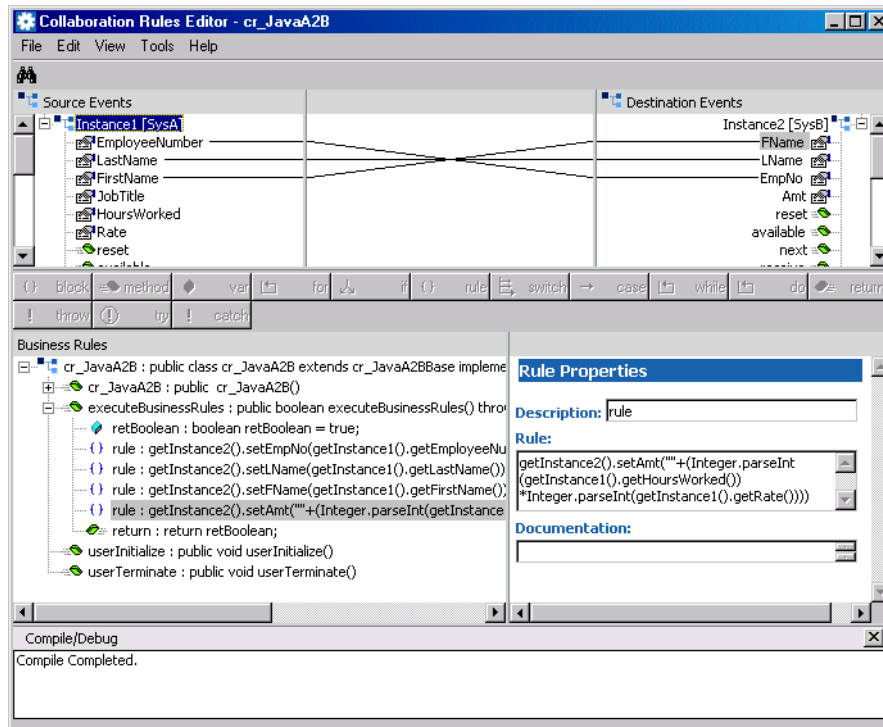 Collaboration Rules Editor - cr_JavaA2B
File Edit View Tools Help
Source Events
Destination Events
Instance1 [SysA]
Instance2 [SysB]
EmployeeNumber
FName
LastName
LName
FirstName
EmpNo
JobTitle
Amt
HoursWorked
reset
Rate
available
reset
next
{} block method var for if {} rule switch case while do return
! throw try ! catch
Business Rules
cr_JavaA2B : public class cr_JavaA2B extends cr_JavaA2BBase impleme
cr_JavaA2B : public cr_JavaA2B()
executeBusinessRules : public boolean executeBusinessRules() throw
retBoolean : boolean retBoolean = true;
{} rule : getInstance2().setEmpNo(getInstance1().getEmployeeNu
{} rule : getInstance2().setLName(getInstance1().getLastName())
{} rule : getInstance2().setFName(getInstance1().getFirstName())
{} rule : getInstance2().setAmt(""+(Integer.parseInt(getInstance
return : return retBoolean;
userInitialize : public void userInitialize()
userTerminate : public void userTerminate()
Rule Properties
Description: rule
Rule:
getInstance2().setAmt(""+(Integer.parseInt
(getInstance1().getHoursWorked())
*Integer.parseInt(getInstance1().getRate())))
Documentation:
Compile/Debug
Compile Completed.